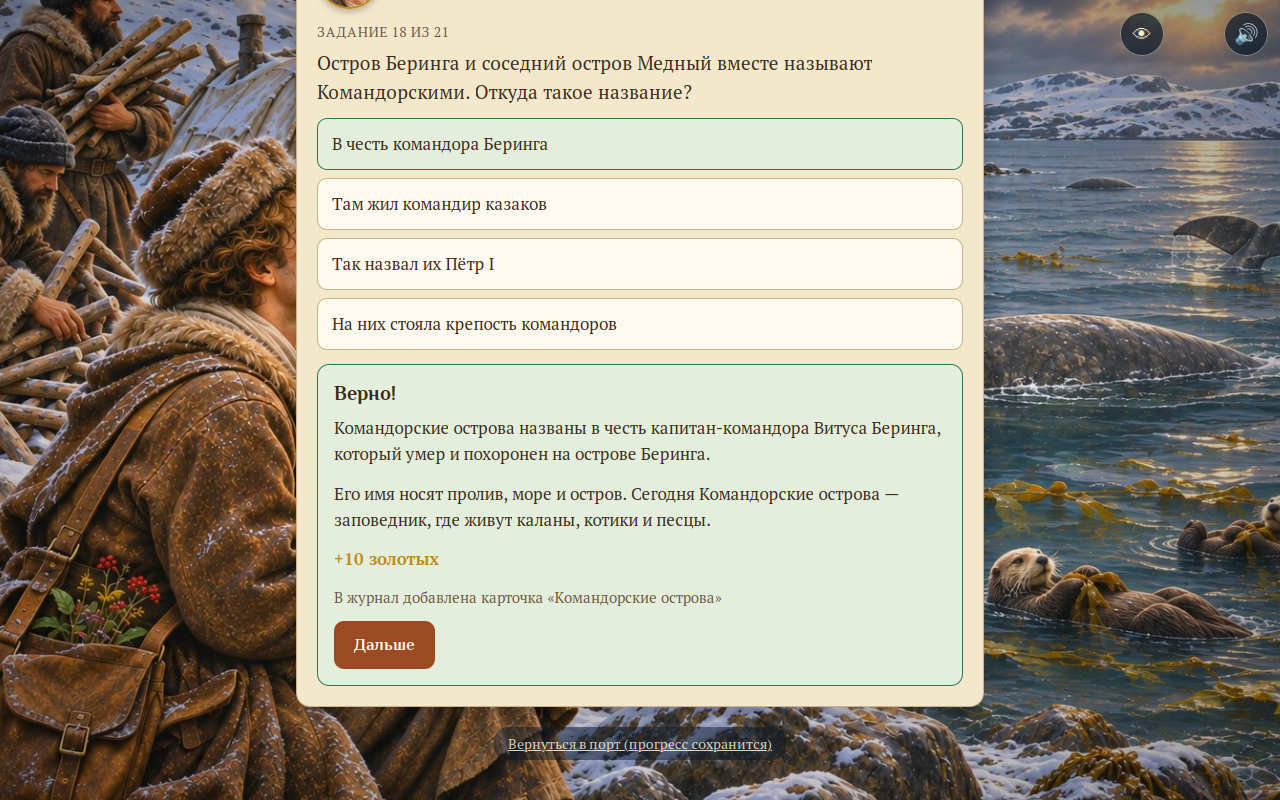 ЗАДАНИЕ 18 ИЗ 21
Остров Беринга и соседний остров Медный вместе называют
Командорскими. Откуда такое название?
В честь командора Беринга
Там жил командир казаков
Так назвал их Пётр I
На них стояла крепость командоров
Верно!
Командорские острова названы в честь капитан-командора Витуса Беринга,
который умер и похоронен на острове Беринга.
Его имя носят пролив, море и остров. Сегодня Командорские острова —
заповедник, где живут каланы, котики и песцы.
+10 золотых
В журнал добавлена карточка «Командорские острова»
Дальше
Вернуться в порт (прогресс сохранится)